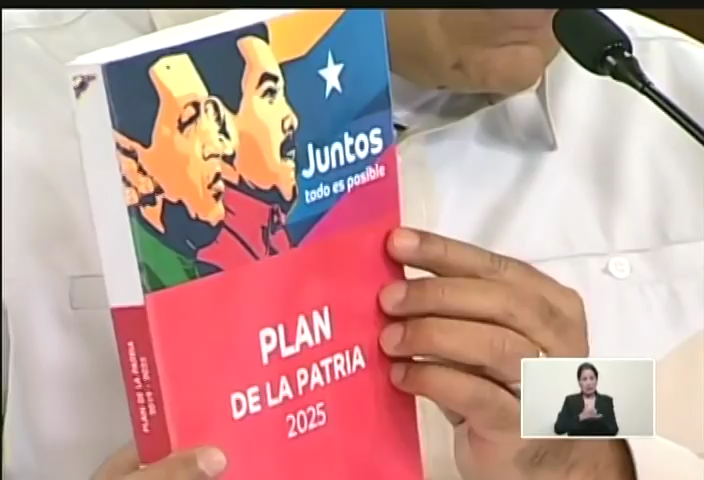 Juntos
todo es posible
PLAN
DE LA PATRIA
2025
PLAN DE LA PATRIA
2019 - 2025